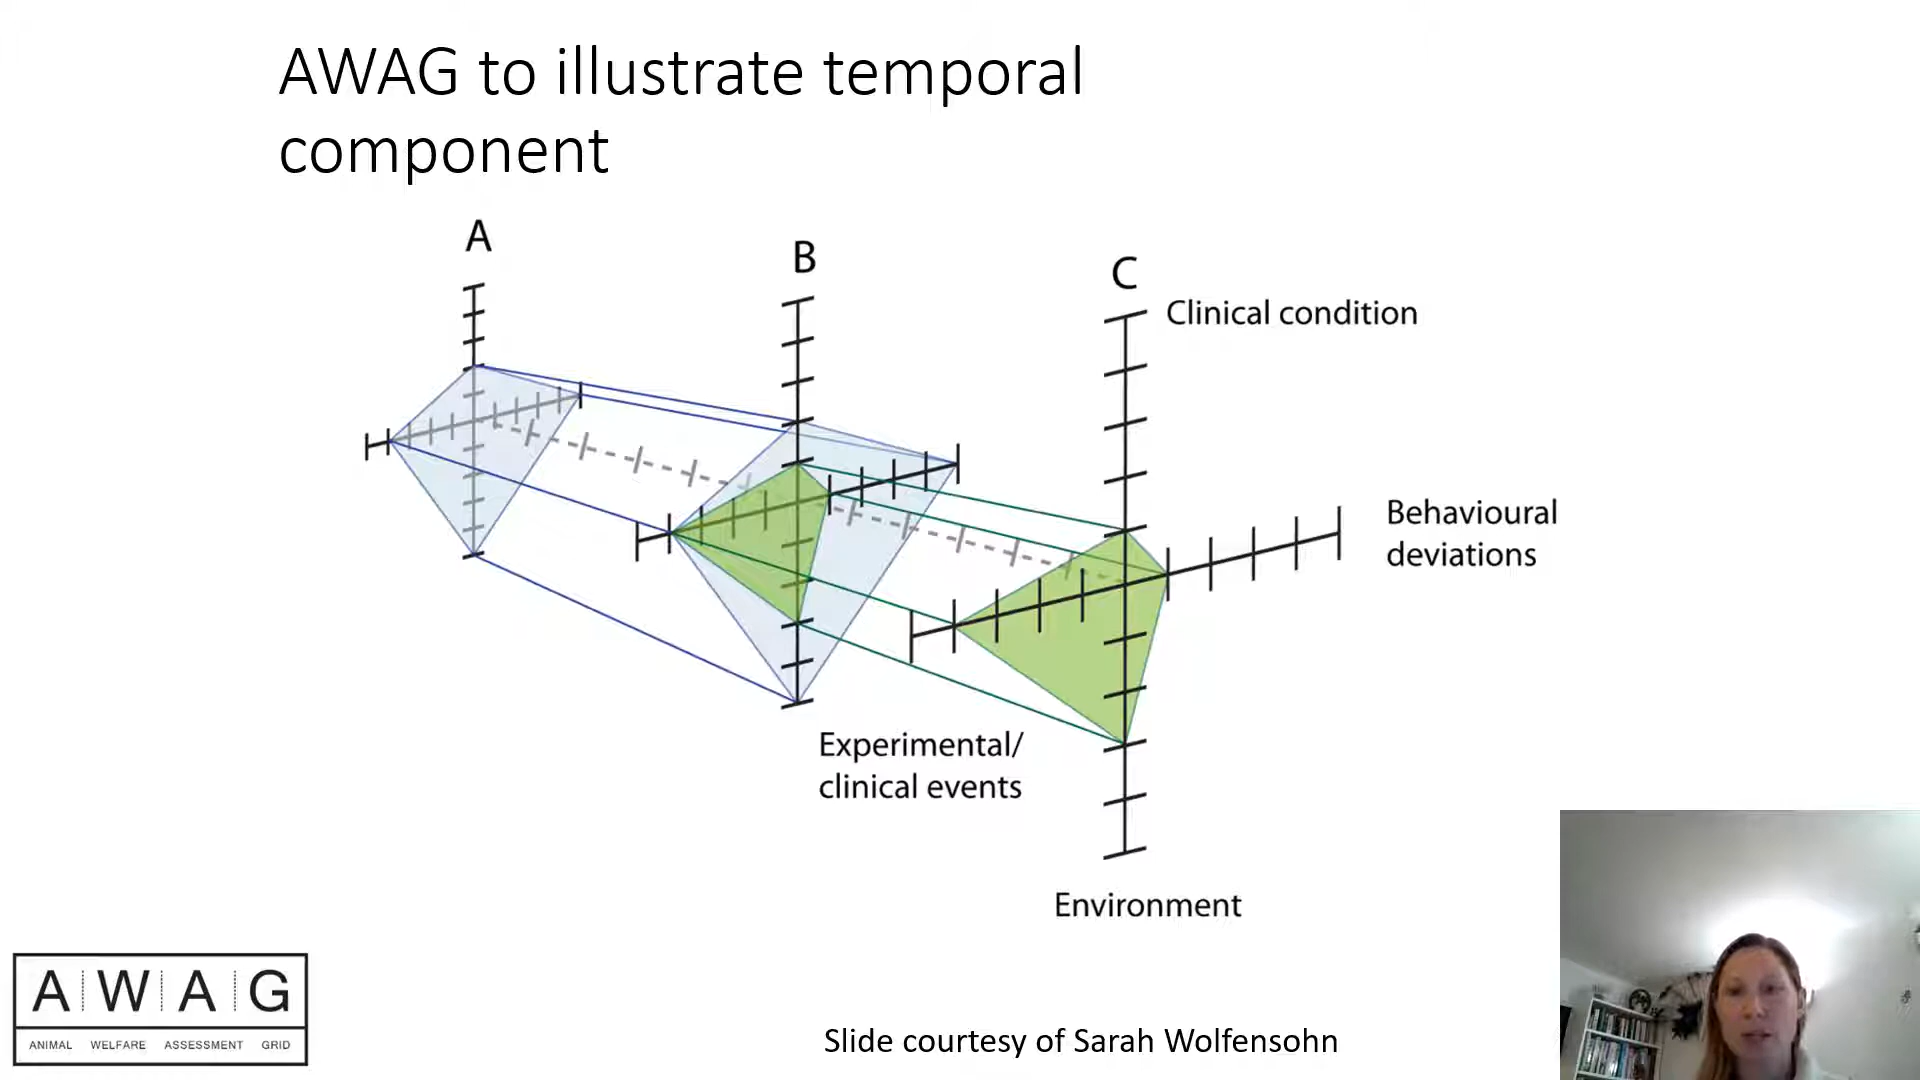 AWAG to illustrate temporal
component
A
B
C
Clinical condition
Behavioural
deviations
Experimental/
clinical events
Environment
A W A G
ANIMAL WELFARE ASSESSMENT GRID
Slide courtesy of Sarah Wolfensohn